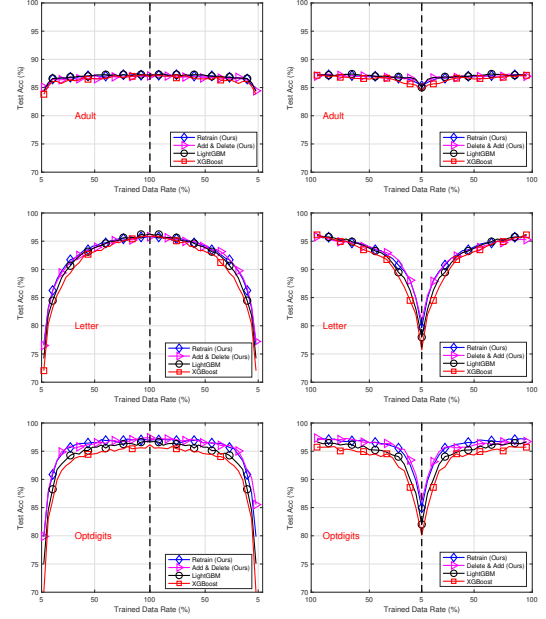 100
95
90
85
80
75
70
Test Acc (%)
Adult
Retrain (Ours)
Add & Delete (Ours)
LightGBM
XGBoost
5 50 100 50 5
Trained Data Rate (%)
100
95
90
85
80
75
70
Test Acc (%)
Adult
Retrain (Ours)
Delete & Add (Ours)
LightGBM
XGBoost
100 50 5 50 100
Trained Data Rate (%)
100
95
90
85
80
75
70
Test Acc (%)
Letter
Retrain (Ours)
Add & Delete (Ours)
LightGBM
XGBoost
5 50 100 50 5
Trained Data Rate (%)
100
95
90
85
80
75
70
Test Acc (%)
Letter
Retrain (Ours)
Delete & Add (Ours)
LightGBM
XGBoost
100 50 5 50 100
Trained Data Rate (%)
100
95
90
85
80
75
70
Test Acc (%)
Optdigits
Retrain (Ours)
Add & Delete (Ours)
LightGBM
XGBoost
5 50 100 50 5
Trained Data Rate (%)
100
95
90
85
80
75
70
Test Acc (%)
Optdigits
Retrain (Ours)
Delete & Add (Ours)
LightGBM
XGBoost
100 50 5 50 100
Trained Data Rate (%)